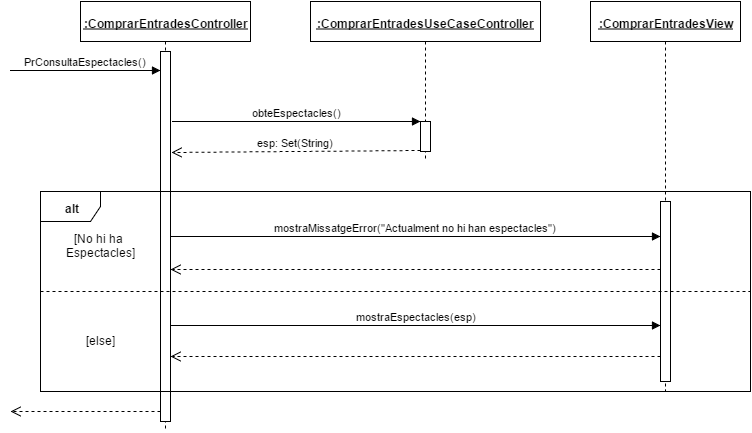 :ComprarEntradesController
:ComprarEntradesUseCaseController
:ComprarEntradesView
PrConsultaEspectacles()
obteEspectacles()
esp: Set(String)
alt
[No hi ha
Espectacles]
mostraMissatgeError("Actualment no hi han espectacles")
mostraEspectacles(esp)
[else]